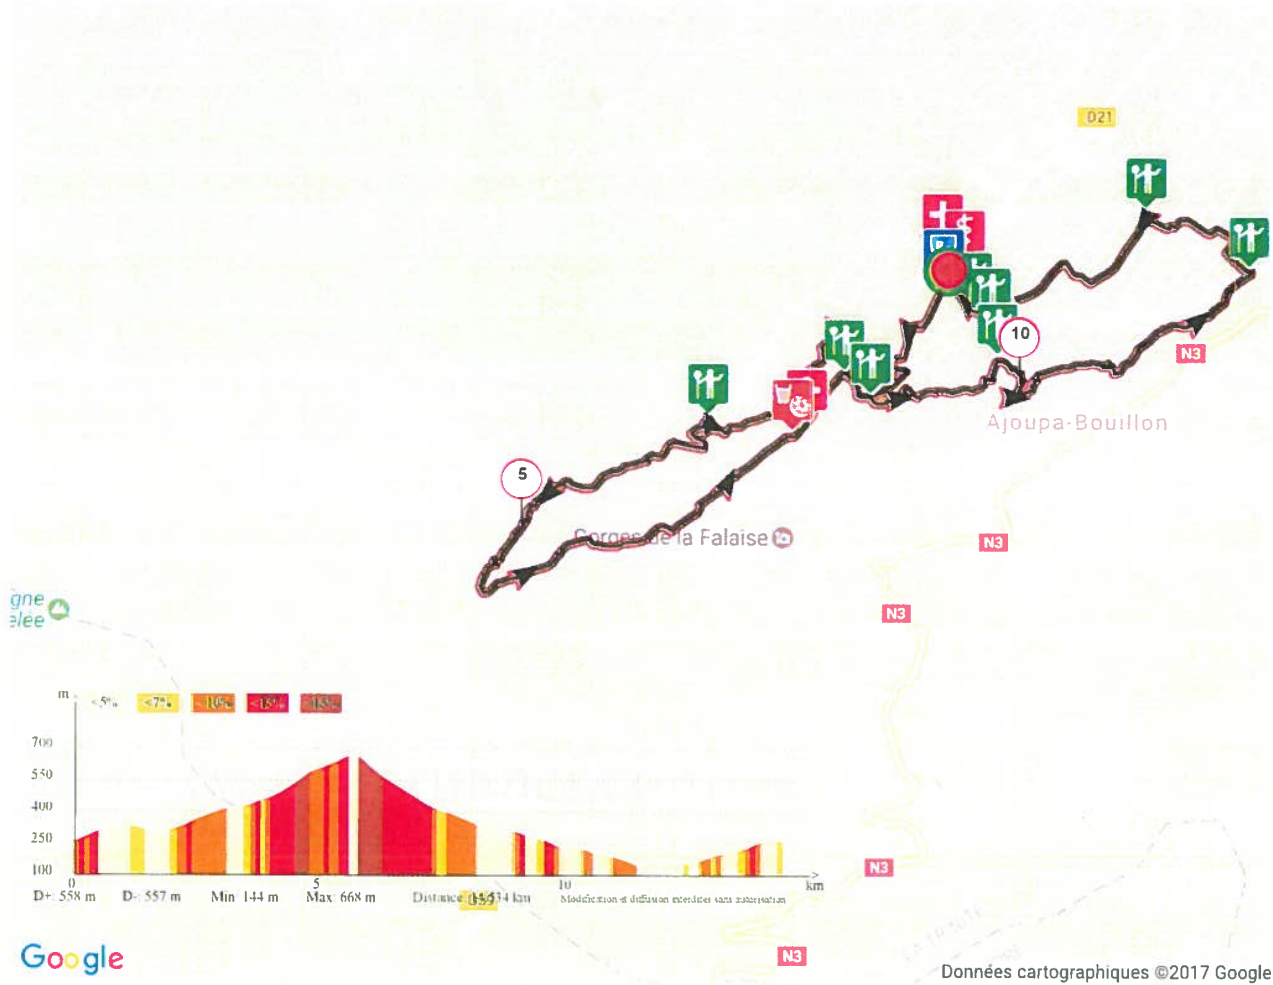 D21
10
N3
Ajoupa-Bouillon
5
Gorges de la Falaise
N3
N3
m
<5% <7% <10% <15%
700
550
400
250
100
0 5 10 km
D+: 558 m D-: 557 m Min: 144 m Max: 668 m Distance km Modification et diffusion interdites sans autorisation
N3
N3
Google
Données cartographiques ©2017 Google